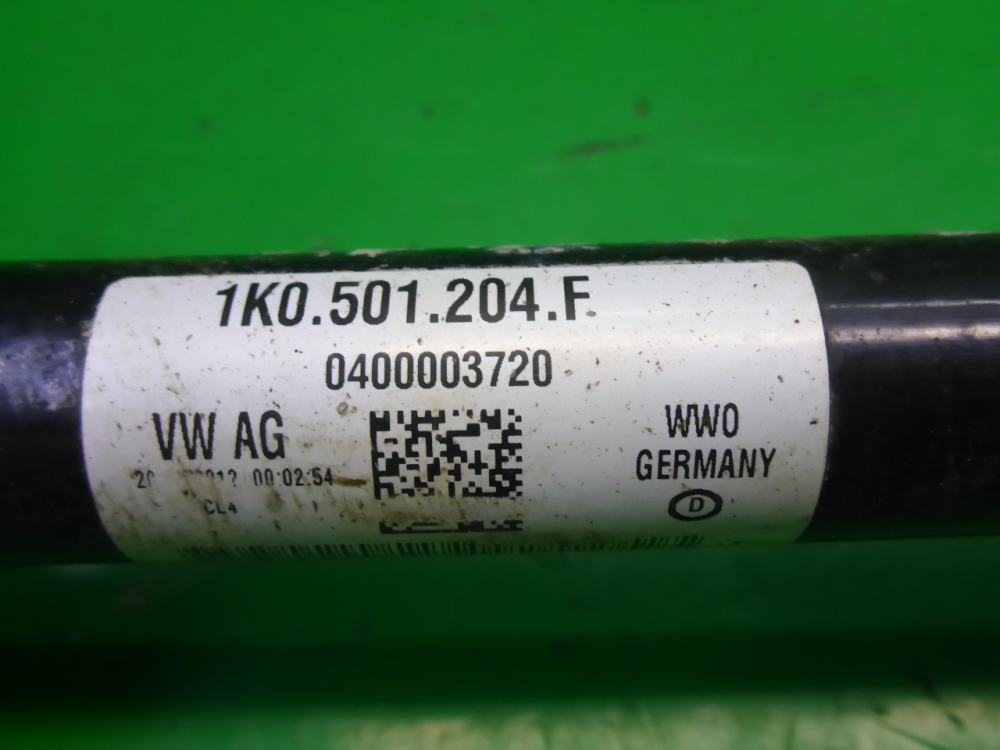 1K0.501.204.F
0400003720
VW AG
00:02:54
CL4
WWO
GERMANY
D